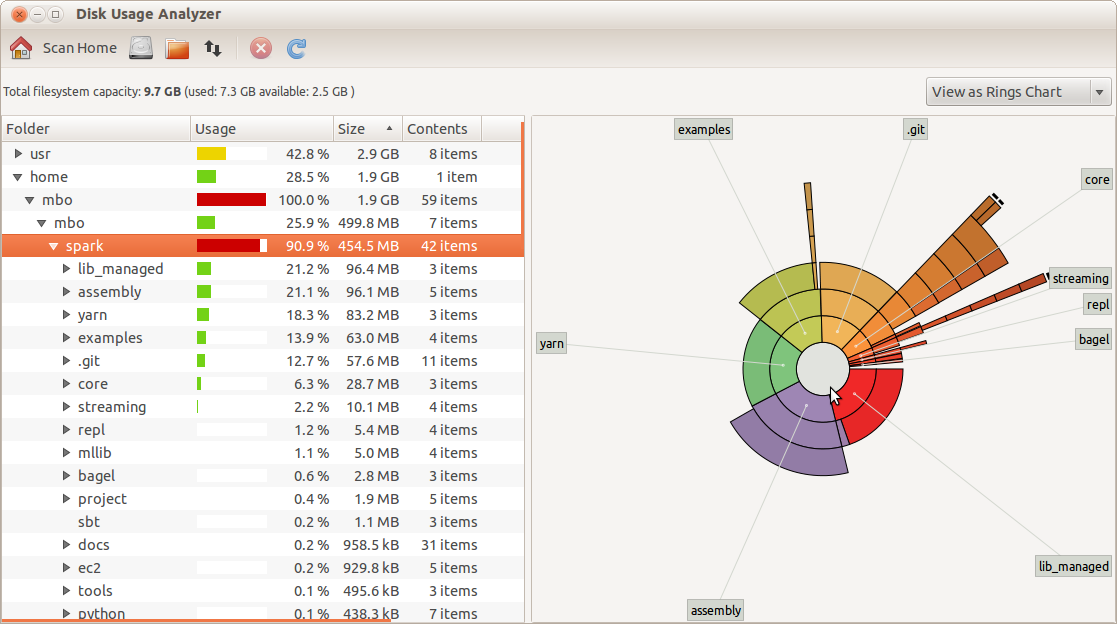 Disk Usage Analyzer
Scan Home
Total filesystem capacity: 9.7 GB (used: 7.3 GB available: 2.5 GB )
View as Rings Chart
Folder Usage Size Contents
usr 42.8 % 2.9 GB 8 items
home 28.5 % 1.9 GB 1 item
mbo 100.0 % 1.9 GB 59 items
mbo 25.9 % 499.8 MB 7 items
spark 90.9 % 454.5 MB 42 items
lib_managed 21.2 % 96.4 MB 3 items
assembly 21.1 % 96.1 MB 5 items
yarn 18.3 % 83.2 MB 3 items
examples 13.9 % 63.0 MB 4 items
.git 12.7 % 57.6 MB 11 items
core 6.3 % 28.7 MB 3 items
streaming 2.2 % 10.1 MB 4 items
repl 1.2 % 5.4 MB 4 items
mllib 1.1 % 5.0 MB 4 items
bagel 0.6 % 2.8 MB 3 items
project 0.4 % 1.9 MB 5 items
sbt 0.2 % 1.1 MB 3 items
docs 0.2 % 958.5 kB 31 items
ec2 0.2 % 929.8 kB 5 items
tools 0.1 % 495.6 kB 3 items
python 0.1 % 438.3 kB 7 items
examples
.git
core
streaming
repl
bagel
yarn
lib_managed
assembly